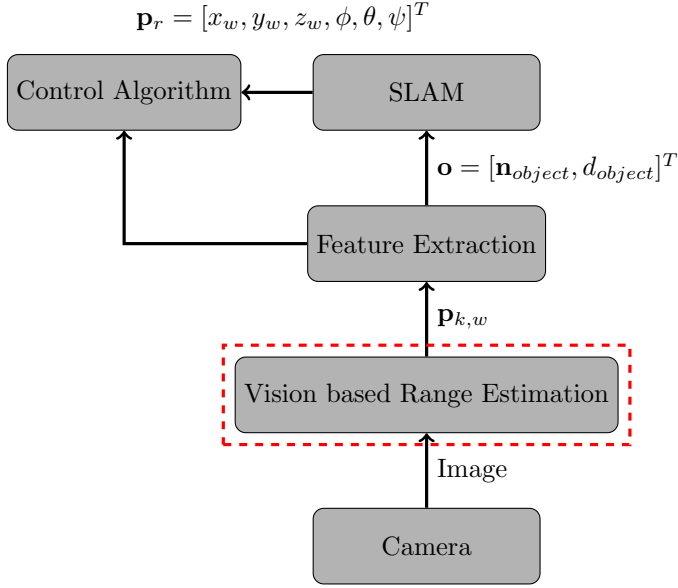 𝐩_r = [x_w, y_w, z_w, ϕ, θ, ψ]^T
Control Algorithm
SLAM
𝐨 = [𝐧_object, d_object]^T
Feature Extraction
𝐩_k,w
Vision based Range Estimation
Image
Camera